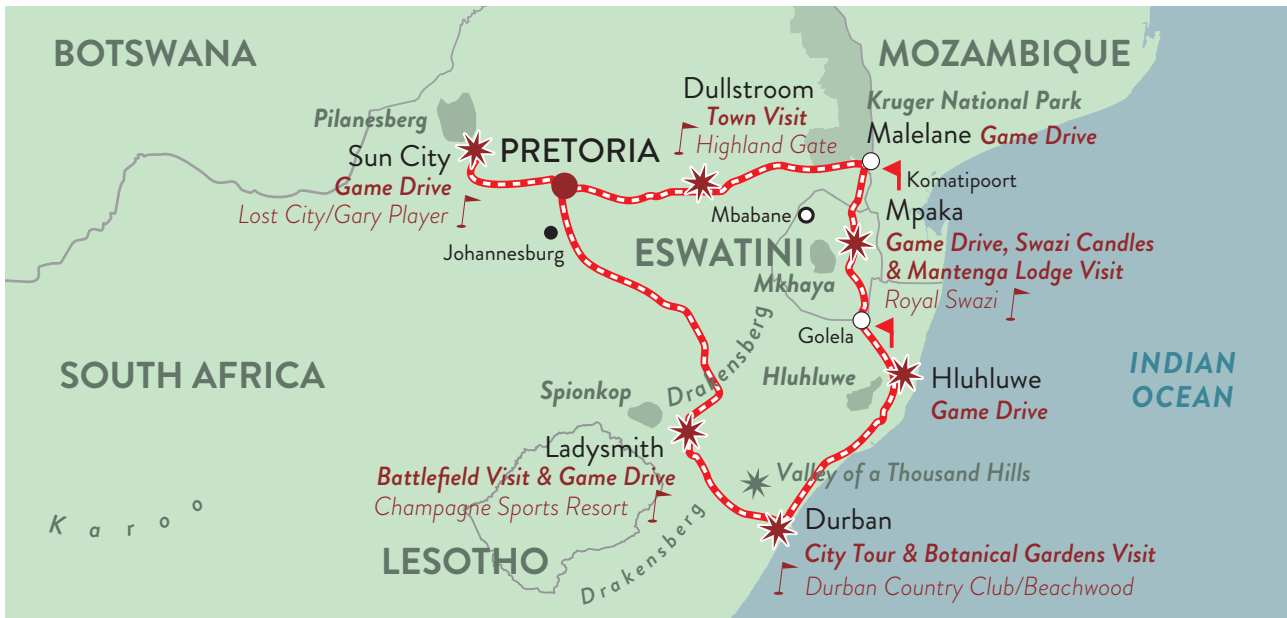 BOTSWANA
MOZAMBIQUE
Pilanesberg
Sun City
Game Drive
Lost City/Gary Player
PRETORIA
Johannesburg
Dullstroom
Town Visit
Highland Gate
Kruger National Park
Malelane Game Drive
Komatipoort
Mbabane
ESWATINI
Mkhaya
Mpaka
Game Drive, Swazi Candles
& Mantenga Lodge Visit
Royal Swazi
Golela
SOUTH AFRICA
Spionkop
Drakensberg
Hluhluwe
Hluhluwe
Game Drive
INDIAN
OCEAN
Ladysmith
Battlefield Visit & Game Drive
Champagne Sports Resort
Valley of a Thousand Hills
Karoo
LESOTHO
Drakensberg
Durban
City Tour & Botanical Gardens Visit
Durban Country Club/Beachwood